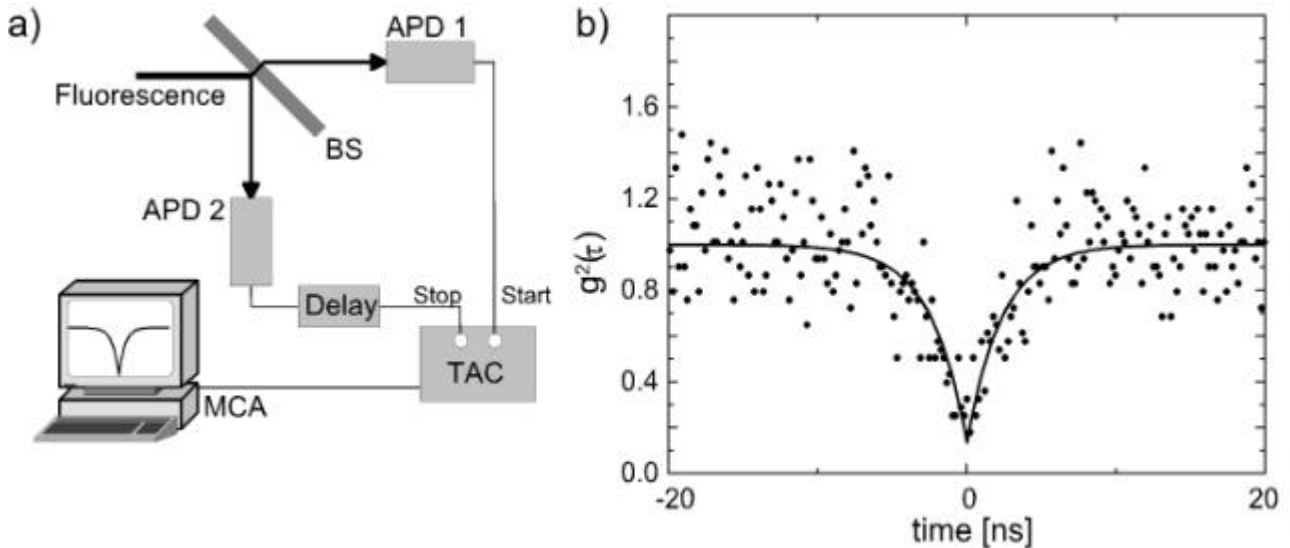 a)
APD 1
Fluorescence
BS
APD 2
Delay
Stop
Start
TAC
MCA
b)
g²(τ)
1.6
1.2
0.8
0.4
0.0
-20
0
20
time [ns]